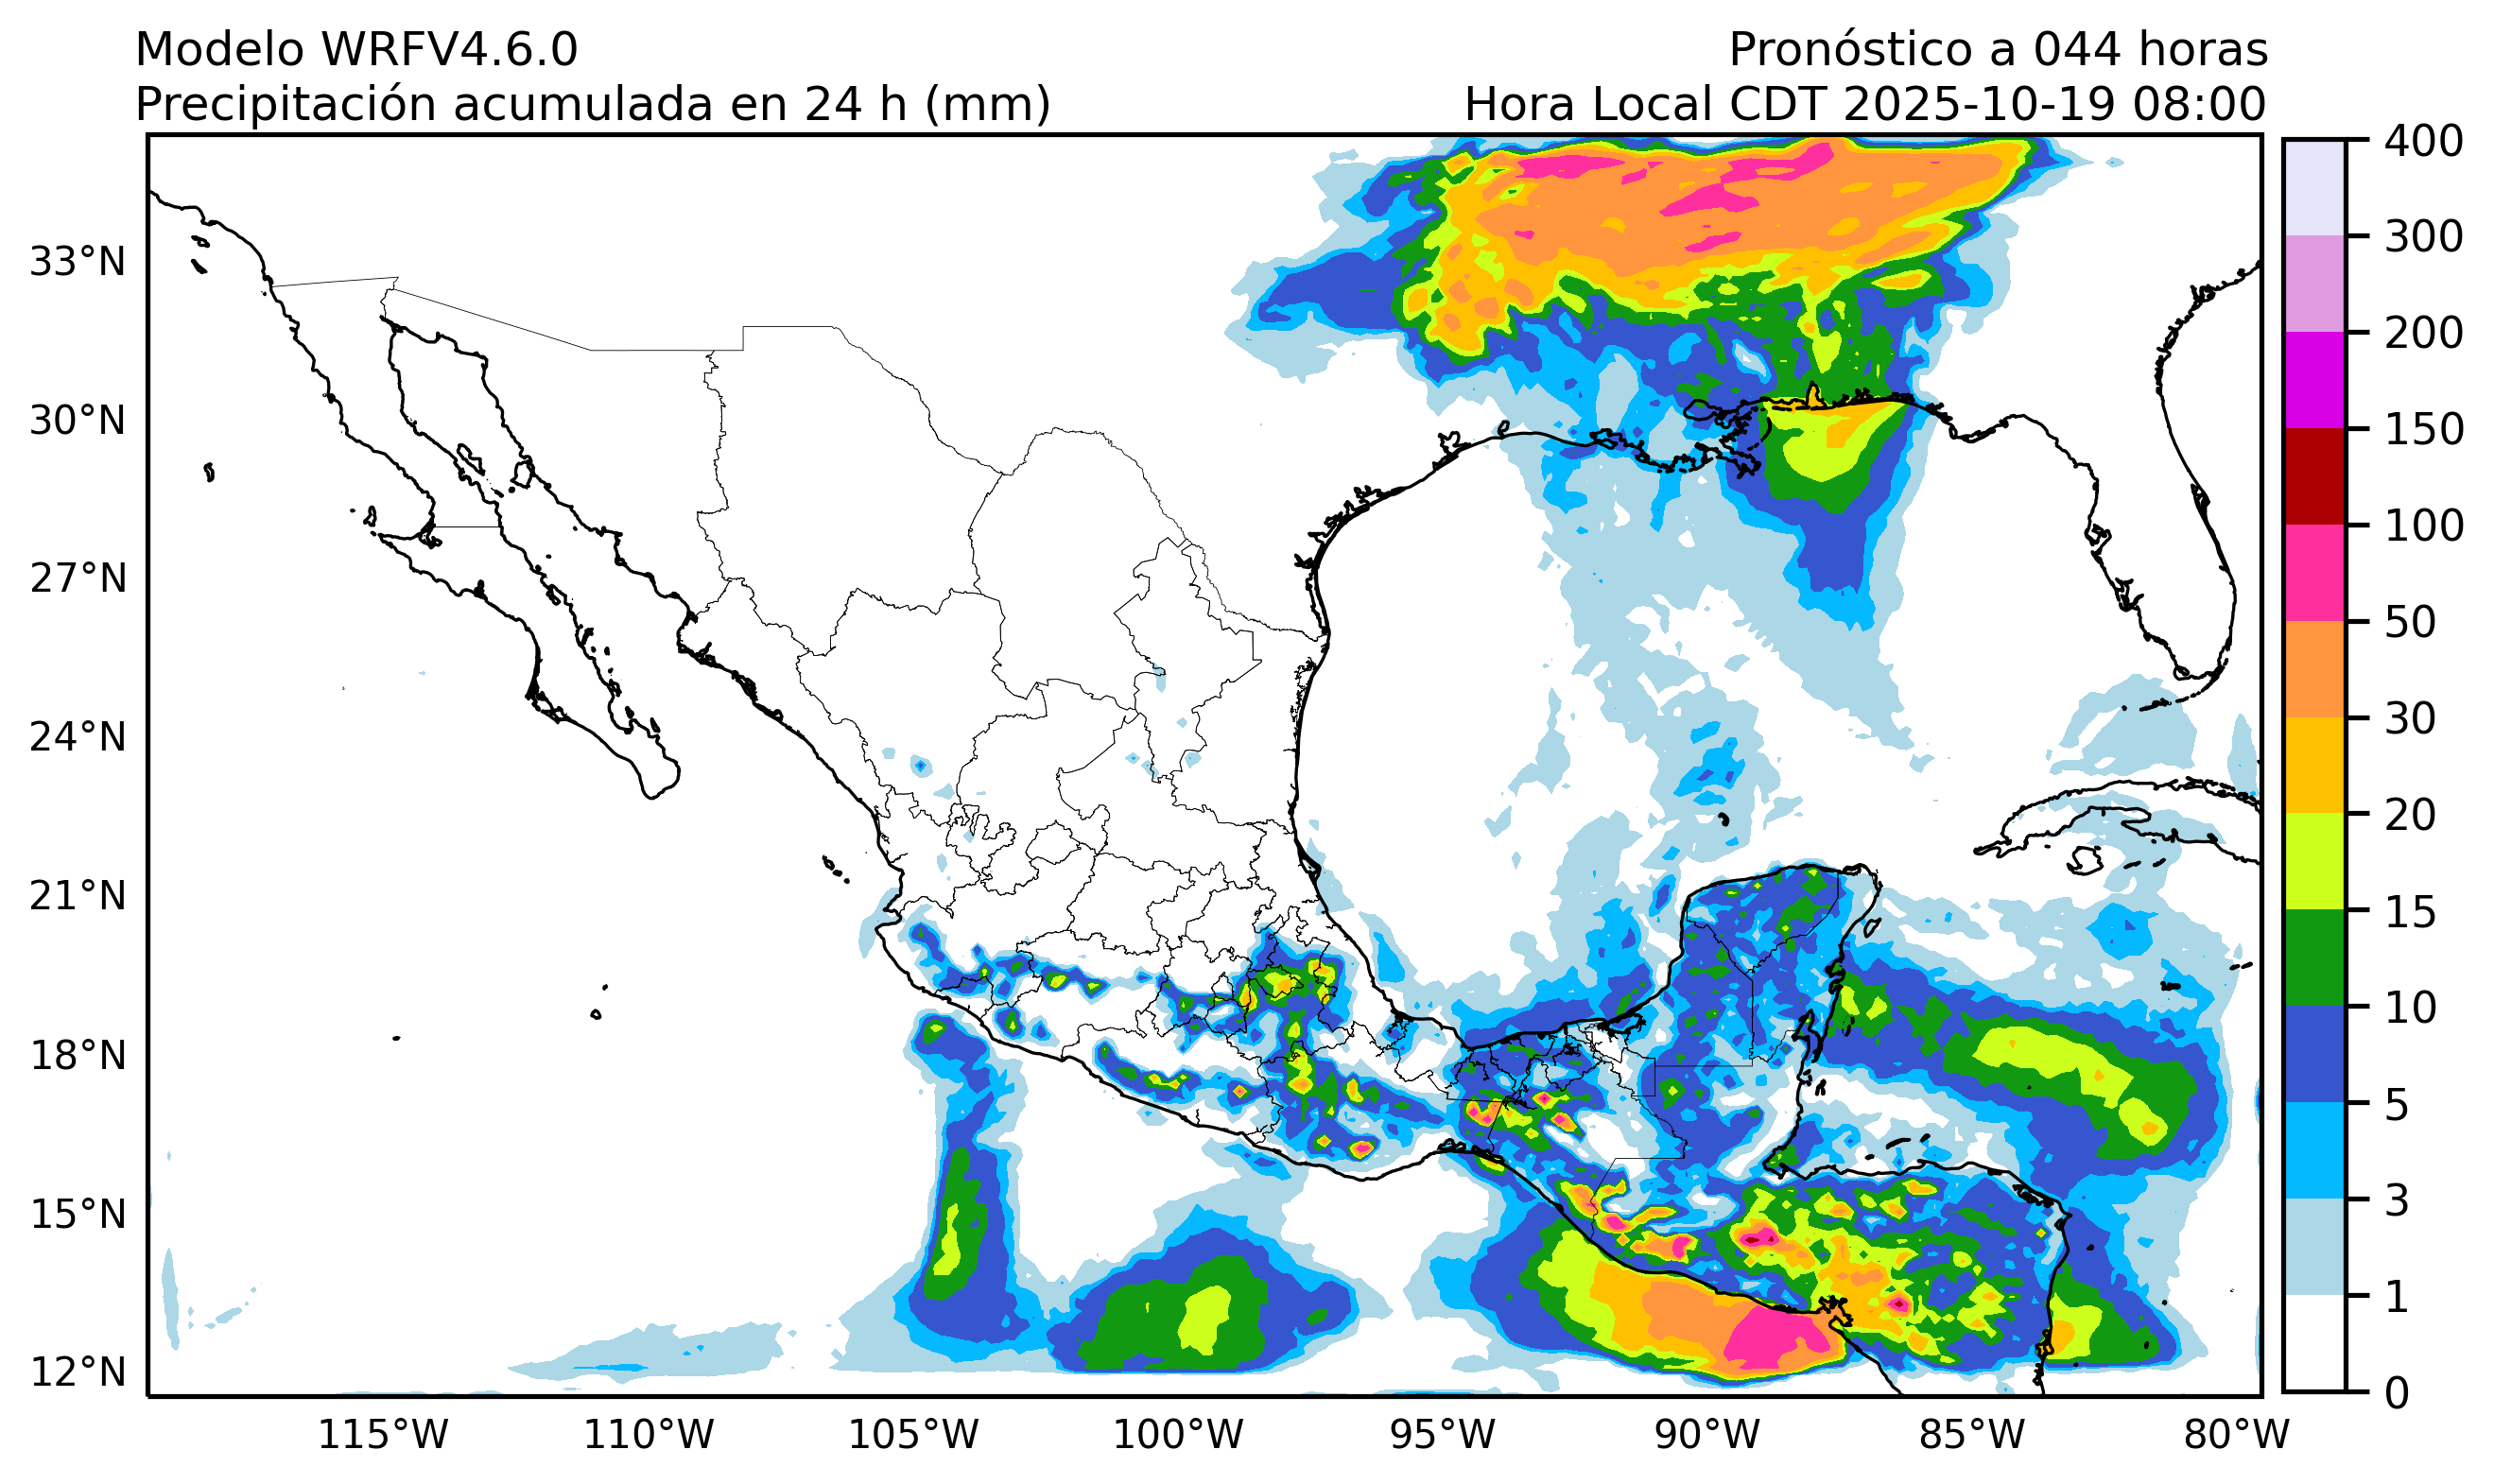 Modelo WRFV4.6.0
Pronóstico a 044 horas
Precipitación acumulada en 24 h (mm)
Hora Local CDT 2025-10-19 08:00
33°N
30°N
27°N
24°N
21°N
18°N
15°N
12°N
115°W
110°W
105°W
100°W
95°W
90°W
85°W
80°W
400
300
200
150
100
50
30
20
15
10
5
3
1
0